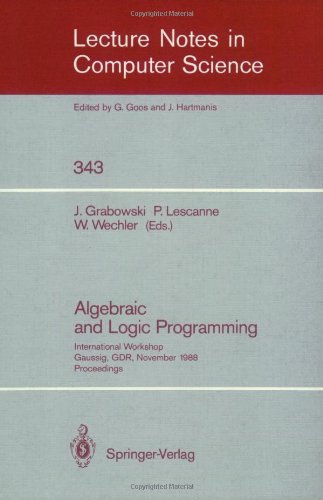 Lecture Notes in
Computer Science
Edited by G. Goos and J. Hartmanis
343
J. Grabowski P. Lescanne
W. Wechler (Eds.)
Algebraic
and Logic Programming
International Workshop
Gaussig, GDR, November 1988
Proceedings
Springer-Verlag